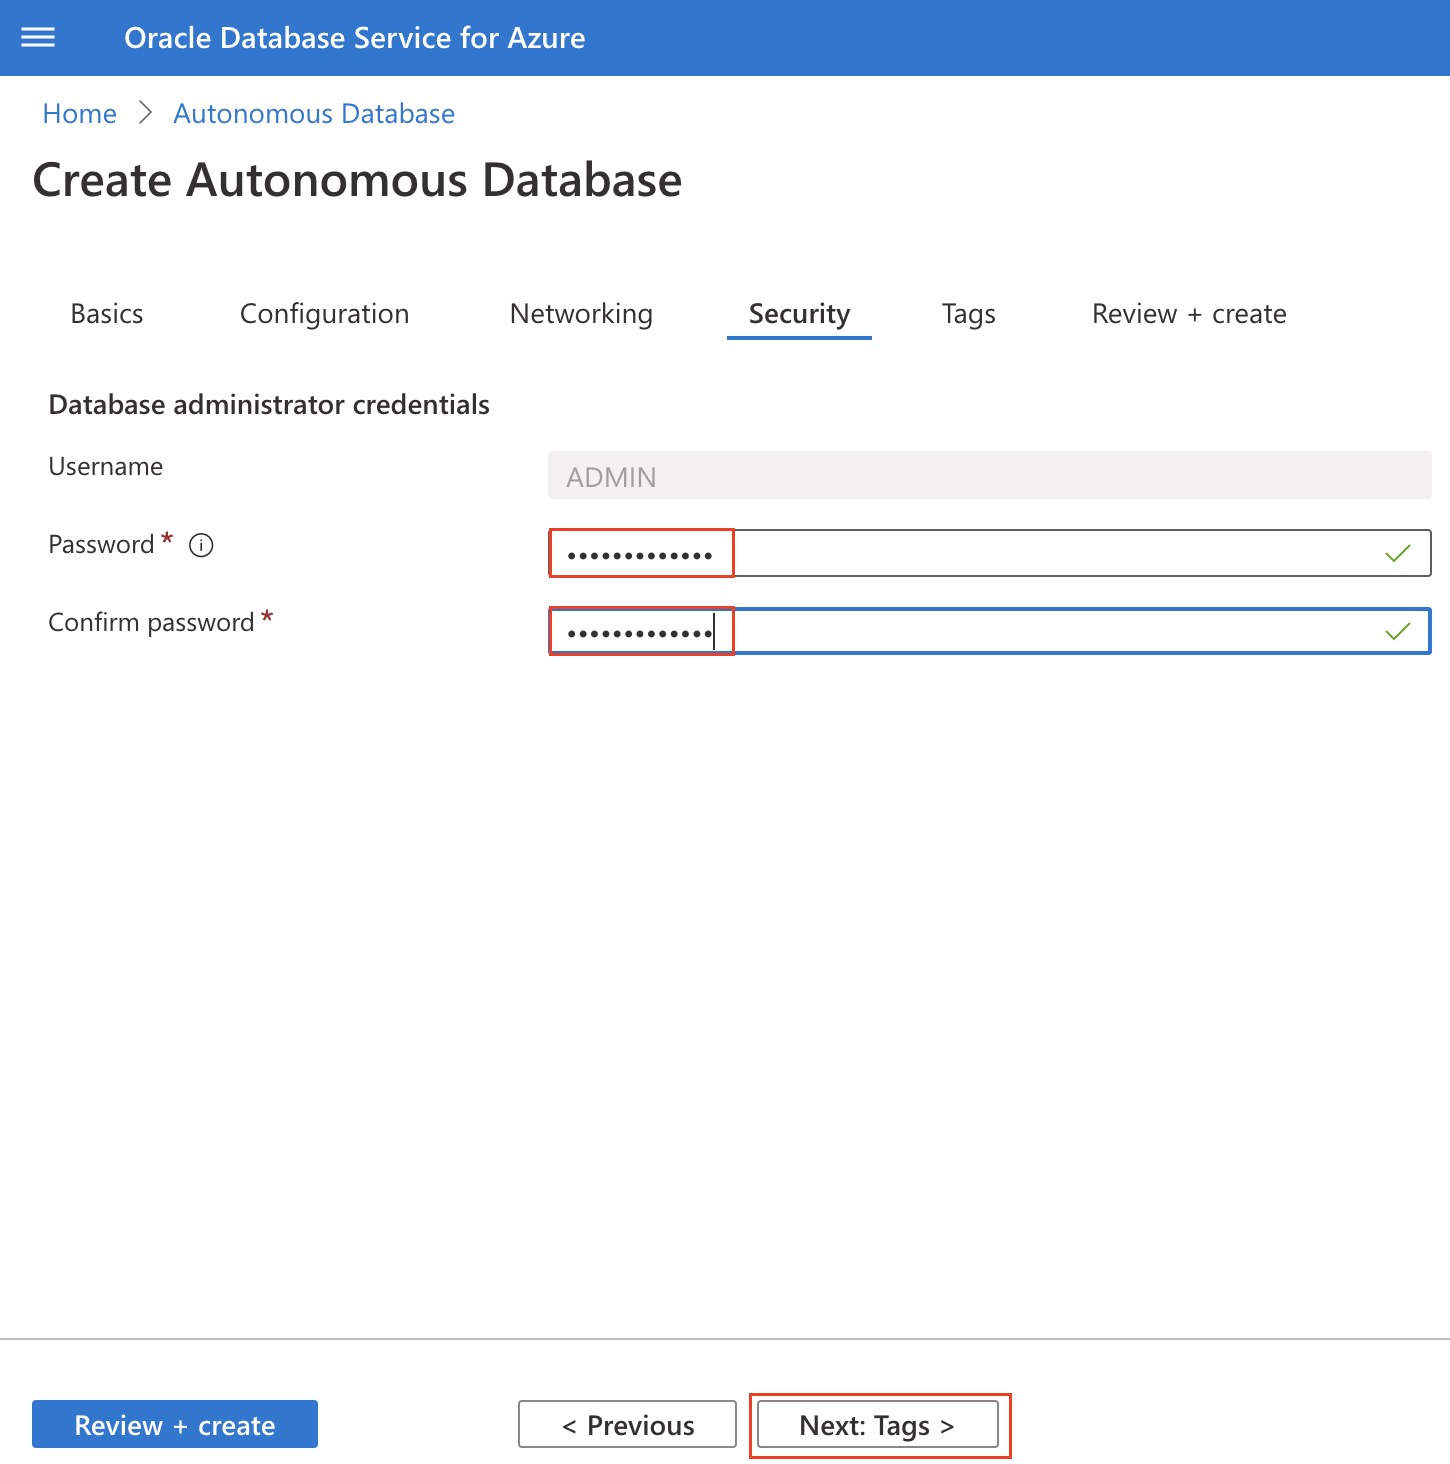 Oracle Database Service for Azure
Home > Autonomous Database
Create Autonomous Database
Basics Configuration Networking Security Tags Review + create
Database administrator credentials
Username ADMIN
Password * •••••••••••••
Confirm password * •••••••••••••
Review + create < Previous Next: Tags >